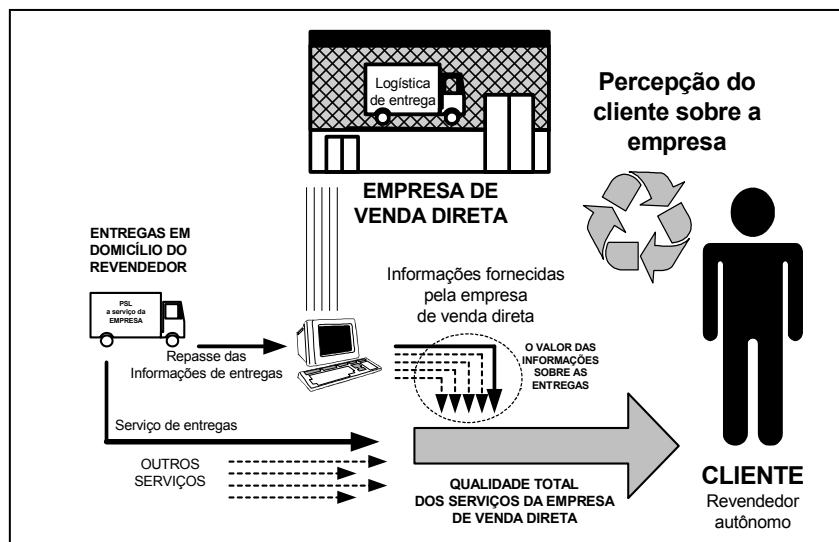 Logística
de entrega
Percepção do
cliente sobre a
empresa
EMPRESA DE
VENDA DIRETA
ENTREGAS EM
DOMICÍLIO DO
REVENDEDOR
PSL
a serviço da
EMPRESA
Informações fornecidas
pela empresa
de venda direta
Repasse das
Informações de entregas
O VALOR DAS
INFORMAÇÕES
SOBRE AS
ENTREGAS
Serviço de entregas
OUTROS
SERVIÇOS
QUALIDADE TOTAL
DOS SERVIÇOS DA EMPRESA
DE VENDA DIRETA
CLIENTE
Revendedor
autônomo